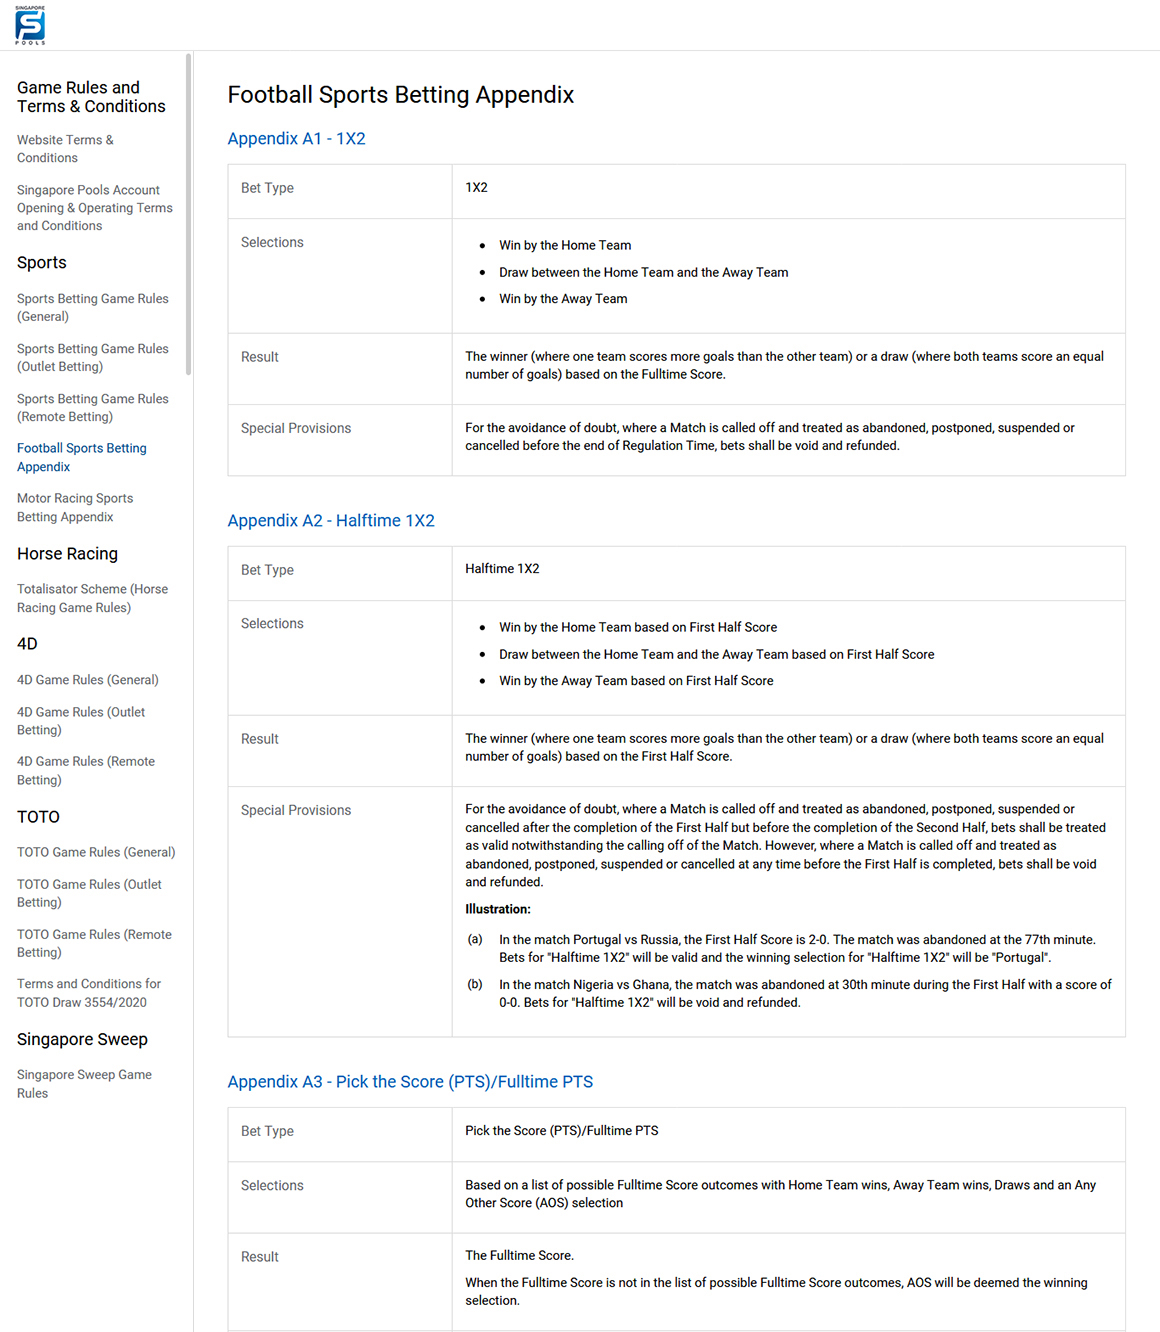 SINGAPORE
POOLS
Game Rules and
Terms & Conditions
Website Terms &
Conditions
Singapore Pools Account
Opening & Operating Terms
and Conditions
Sports
Sports Betting Game Rules
(General)
Sports Betting Game Rules
(Outlet Betting)
Sports Betting Game Rules
(Remote Betting)
Football Sports Betting
Appendix
Motor Racing Sports
Betting Appendix
Horse Racing
Totalisator Scheme (Horse
Racing Game Rules)
4D
4D Game Rules (General)
4D Game Rules (Outlet
Betting)
4D Game Rules (Remote
Betting)
TOTO
TOTO Game Rules (General)
TOTO Game Rules (Outlet
Betting)
TOTO Game Rules (Remote
Betting)
Terms and Conditions for
TOTO Draw 3554/2020
Singapore Sweep
Singapore Sweep Game
Rules
Football Sports Betting Appendix
Appendix A1 - 1X2
Bet Type
1X2
Selections
• Win by the Home Team
• Draw between the Home Team and the Away Team
• Win by the Away Team
Result
The winner (where one team scores more goals than the other team) or a draw (where both teams score an equal
number of goals) based on the Fulltime Score.
Special Provisions
For the avoidance of doubt, where a Match is called off and treated as abandoned, postponed, suspended or
cancelled before the end of Regulation Time, bets shall be void and refunded.
Appendix A2 - Halftime 1X2
Bet Type
Halftime 1X2
Selections
• Win by the Home Team based on First Half Score
• Draw between the Home Team and the Away Team based on First Half Score
• Win by the Away Team based on First Half Score
Result
The winner (where one team scores more goals than the other team) or a draw (where both teams score an equal
number of goals) based on the First Half Score.
Special Provisions
For the avoidance of doubt, where a Match is called off and treated as abandoned, postponed, suspended or
cancelled after the completion of the First Half but before the completion of the Second Half, bets shall be treated
as valid notwithstanding the calling off of the Match. However, where a Match is called off and treated as
abandoned, postponed, suspended or cancelled at any time before the First Half is completed, bets shall be void
and refunded.
Illustration:
(a) In the match Portugal vs Russia, the First Half Score is 2-0. The match was abandoned at the 77th minute.
Bets for "Halftime 1X2" will be valid and the winning selection for "Halftime 1X2" will be "Portugal".
(b) In the match Nigeria vs Ghana, the match was abandoned at 30th minute during the First Half with a score of
0-0. Bets for "Halftime 1X2" will be void and refunded.
Appendix A3 - Pick the Score (PTS)/Fulltime PTS
Bet Type
Pick the Score (PTS)/Fulltime PTS
Selections
Based on a list of possible Fulltime Score outcomes with Home Team wins, Away Team wins, Draws and an Any
Other Score (AOS) selection
Result
The Fulltime Score.
When the Fulltime Score is not in the list of possible Fulltime Score outcomes, AOS will be deemed the winning
selection.